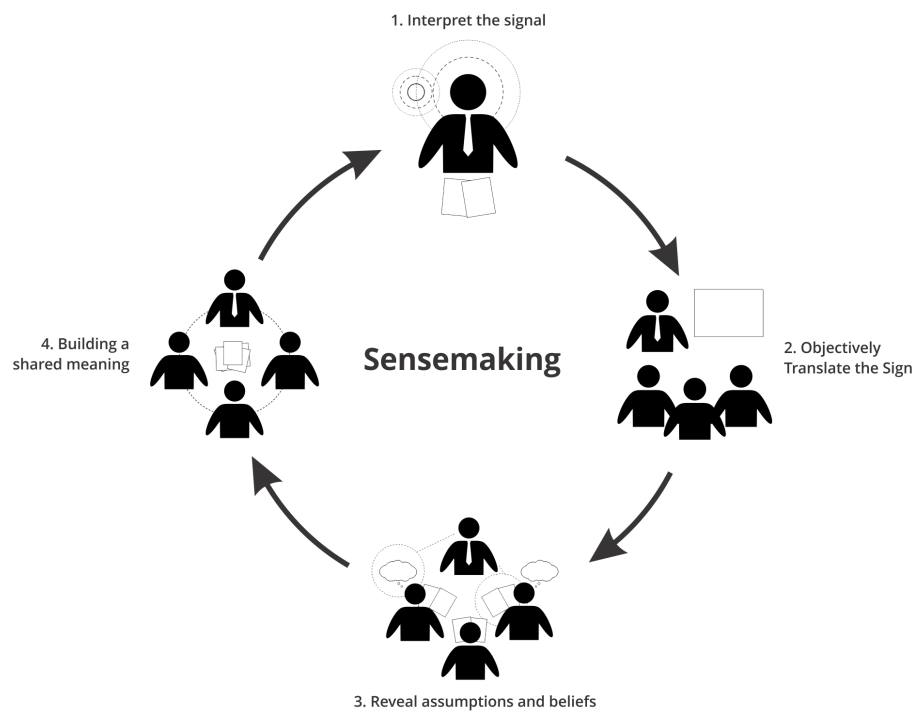 1. Interpret the signal
2. Objectively
Translate the Sign
Sensemaking
4. Building a
shared meaning
3. Reveal assumptions and beliefs